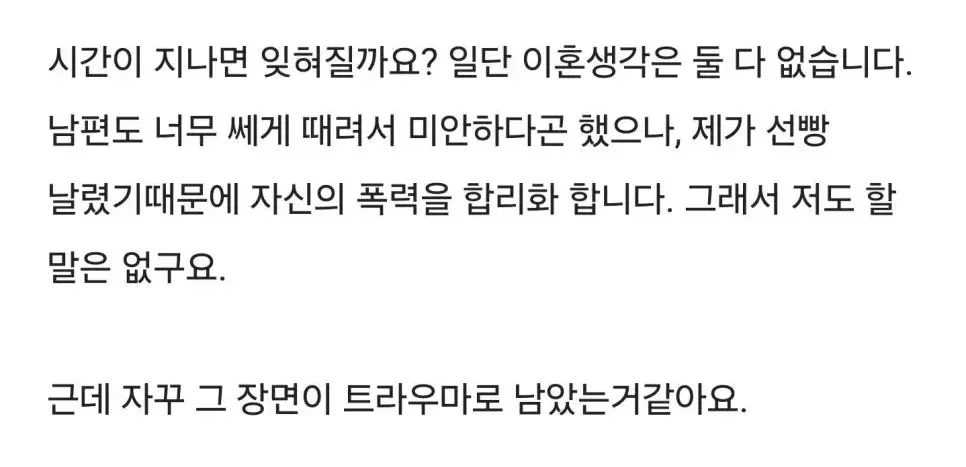 시간이 지나면 잊혀질까요? 일단 이혼생각은 둘 다 없습니다.
남편도 너무 쎄게 때려서 미안하다곤 했으나, 제가 선빵
날렸기때문에 자신의 폭력을 합리화 합니다. 그래서 저도 할
말은 없구요.
근데 자꾸 그 장면이 트라우마로 남았는거같아요.